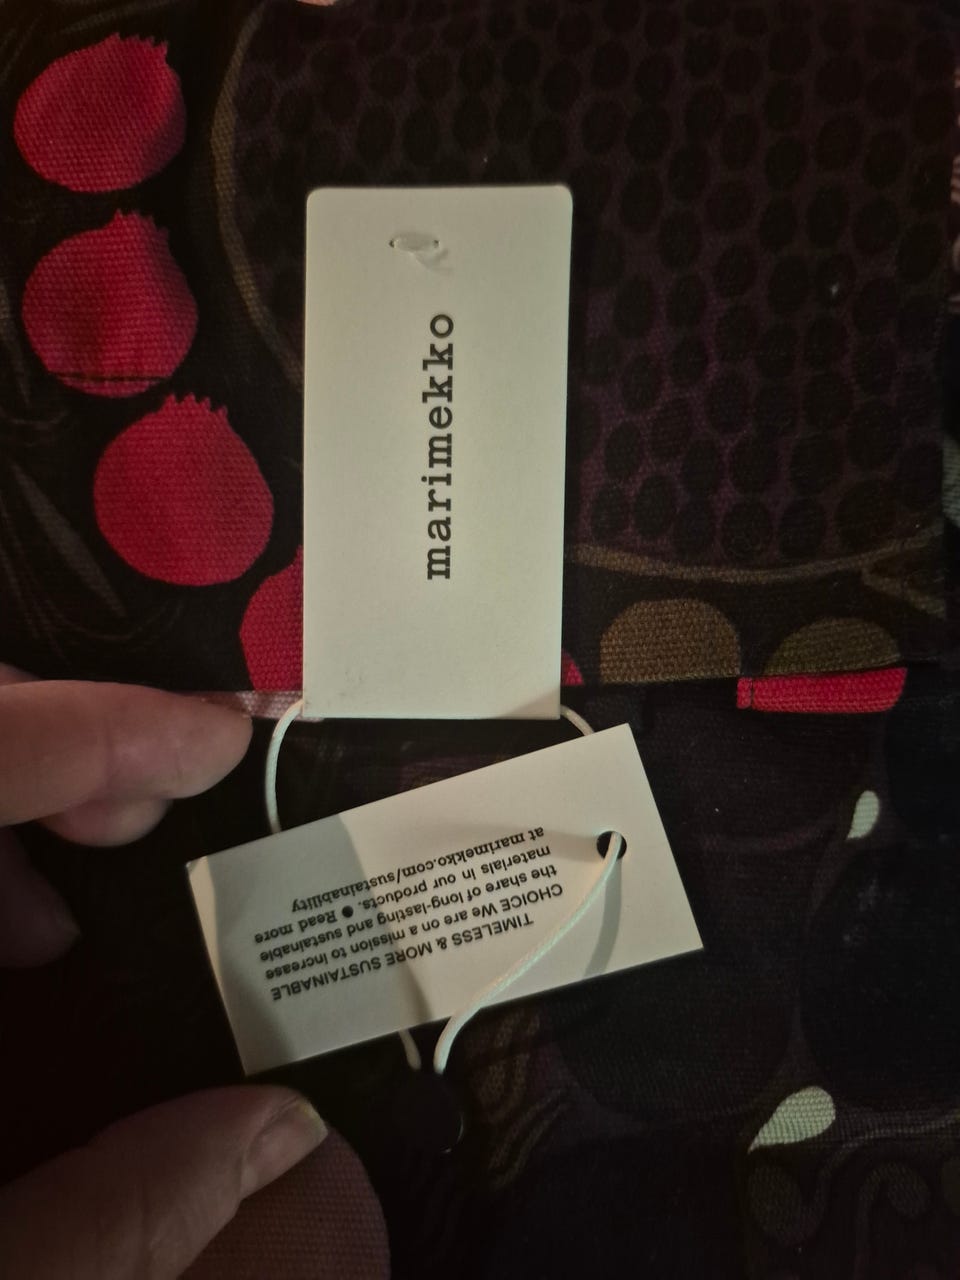 marimekko
TIMELESS & MORE SUSTAINABLE
CHOICE We are on a mission to increase
the share of long-lasting and sustainable
materials in our products. ● Read more
at marimekko.com/sustainability